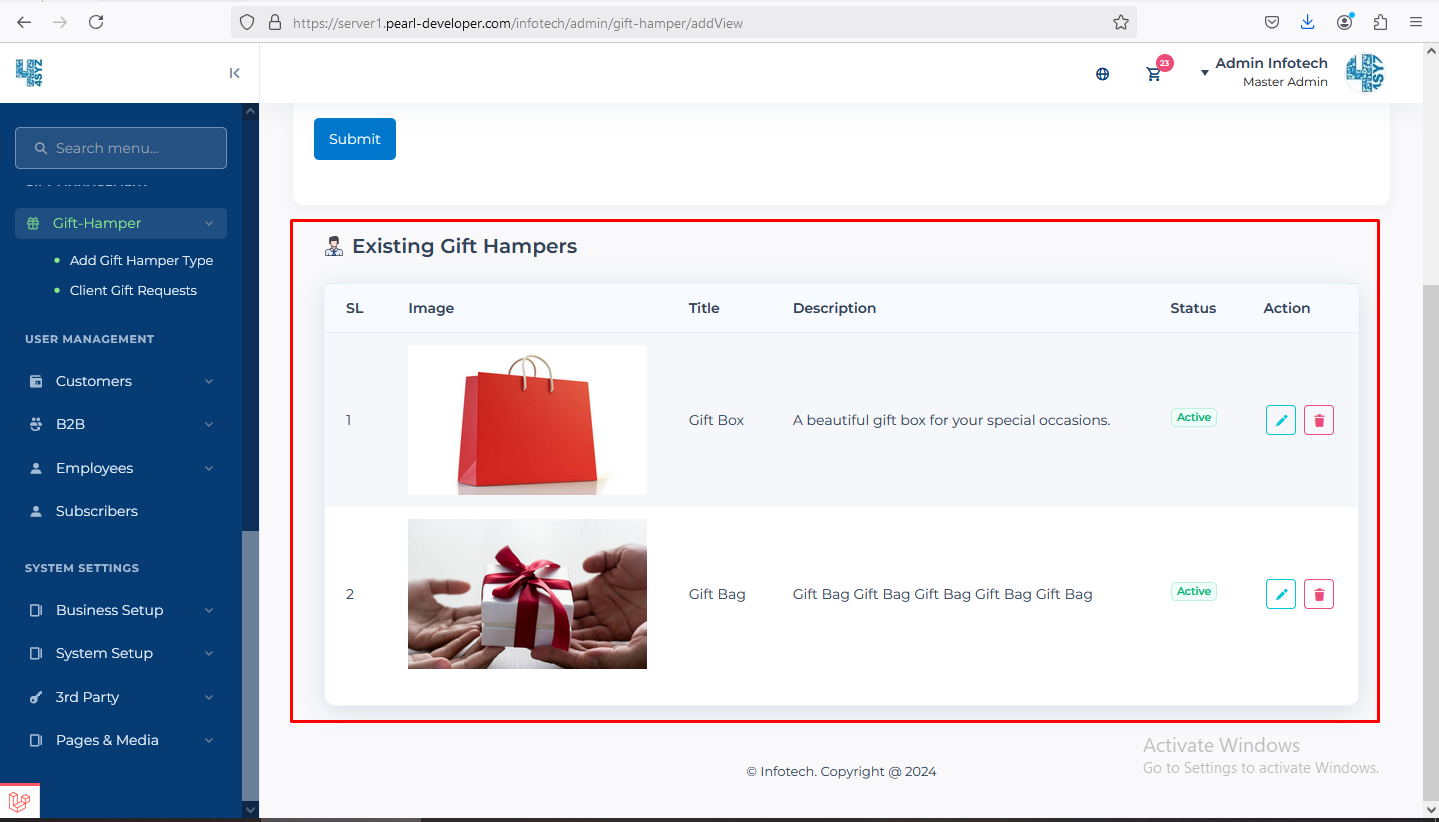 https://server1.pearl-developer.com/infotech/admin/gift-hamper/addView
4SYZ
23
Admin Infotech
Master Admin
4SYZ
Search menu...
GIFT MANAGEMENT
Gift-Hamper
Add Gift Hamper Type
Client Gift Requests
USER MANAGEMENT
Customers
B2B
Employees
Subscribers
SYSTEM SETTINGS
Business Setup
System Setup
3rd Party
Pages & Media
Submit
Existing Gift Hampers
SL Image Title Description Status Action
1 Gift Box A beautiful gift box for your special occasions. Active
2 Gift Bag Gift Bag Gift Bag Gift Bag Gift Bag Gift Bag Active
Activate Windows
Go to Settings to activate Windows.
© Infotech. Copyright @ 2024